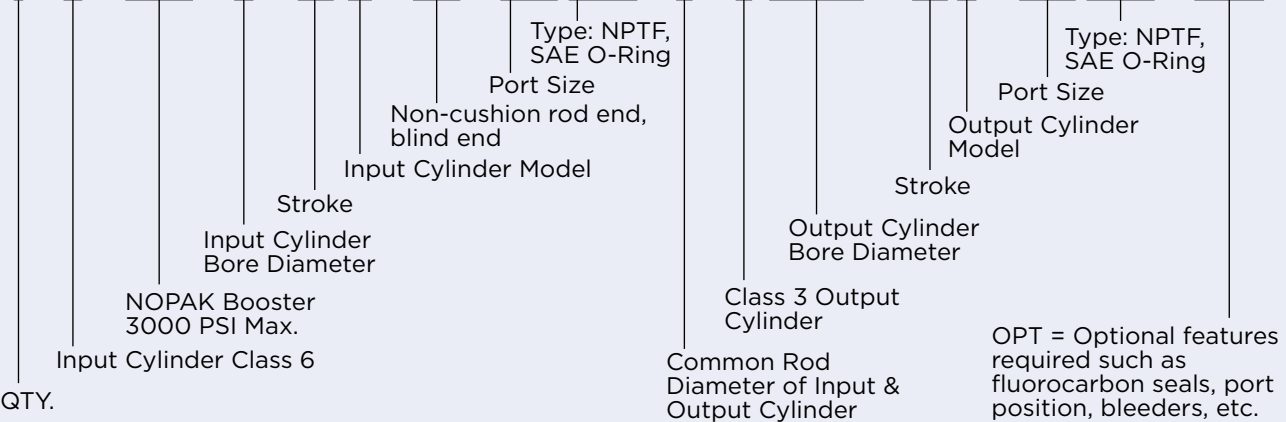 Type: NPTF,
SAE O-Ring
Port Size
Non-cushion rod end,
blind end
Input Cylinder Model
Stroke
Input Cylinder
Bore Diameter
NOPAK Booster
3000 PSI Max.
Input Cylinder Class 6
QTY.
Type: NPTF,
SAE O-Ring
Port Size
Output Cylinder
Model
Stroke
Output Cylinder
Bore Diameter
Class 3 Output
Cylinder
Common Rod
Diameter of Input &
Output Cylinder
OPT = Optional features
required such as
fluorocarbon seals, port
position, bleeders, etc.